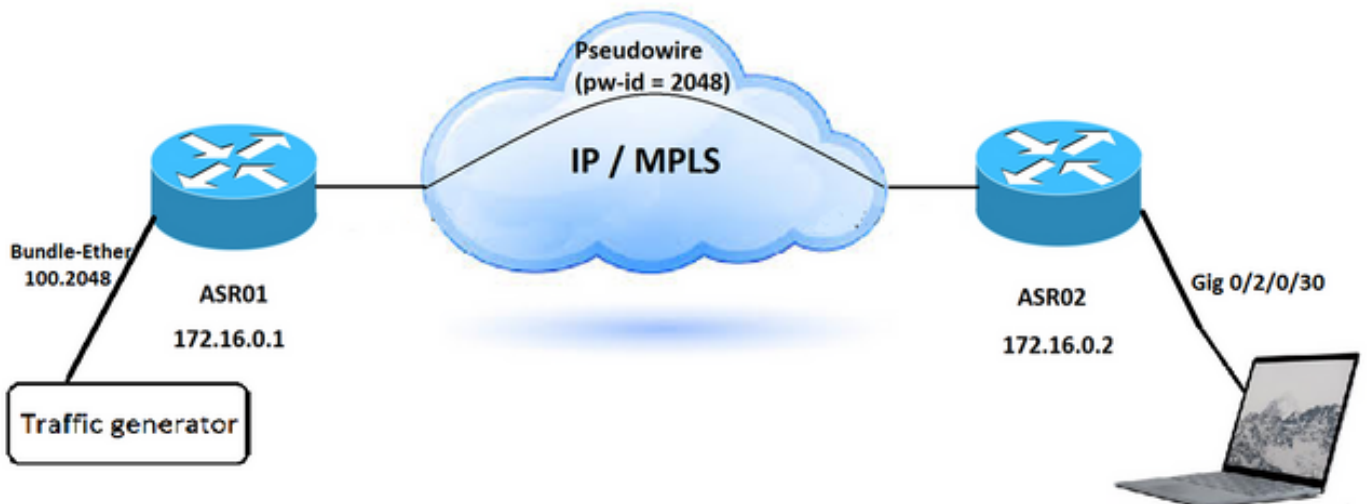 Pseudowire
(pw-id = 2048)
IP / MPLS
Bundle-Ether
100.2048
ASR01
172.16.0.1
Traffic generator
ASR02
172.16.0.2
Gig 0/2/0/30